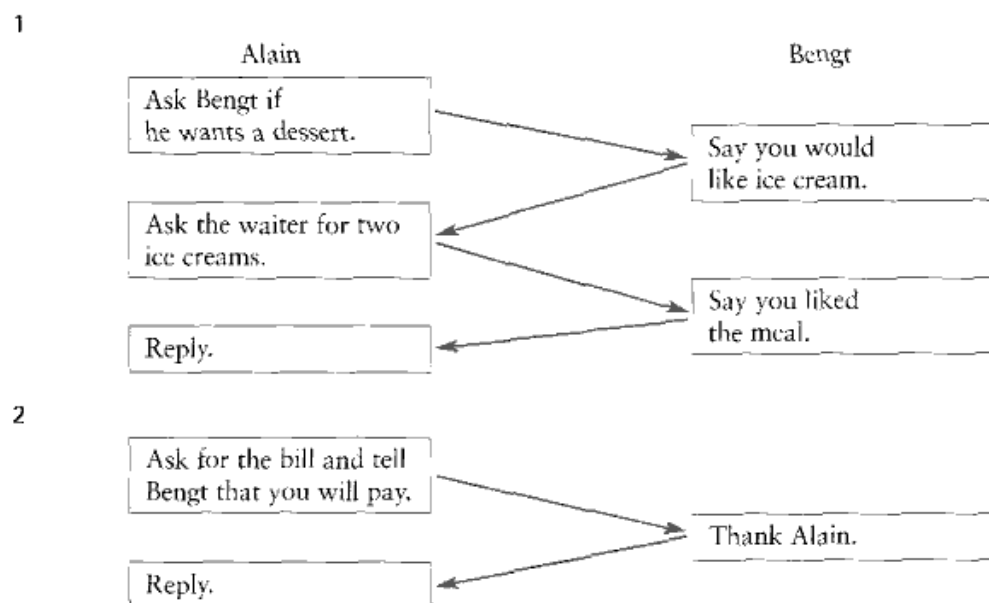 1
Alain
Bengt
Ask Bengt if
he wants a dessert.
Say you would
like ice cream.
Ask the waiter for two
ice creams.
Say you liked
the meal.
Reply.
2
Ask for the bill and tell
Bengt that you will pay.
Thank Alain.
Reply.